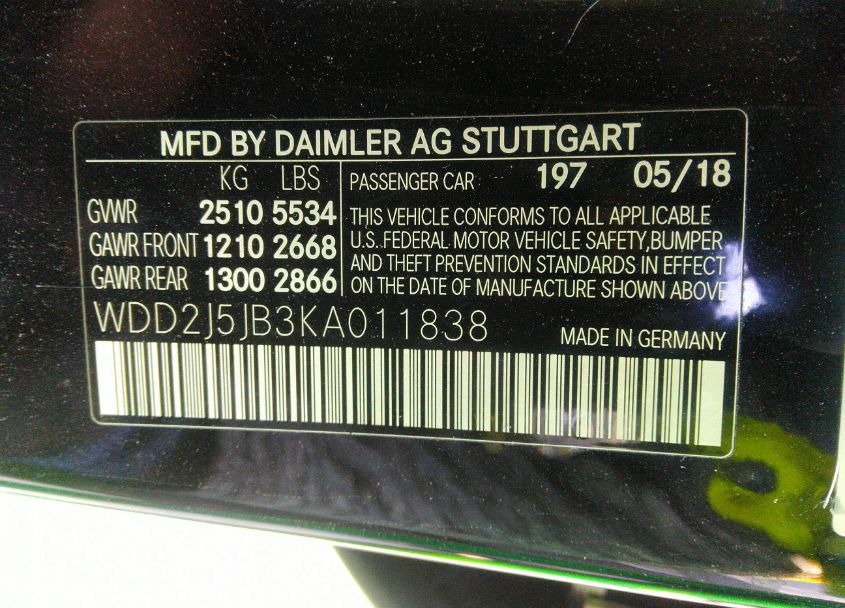 MFD BY DAIMLER AG STUTTGART
KG LBS
GVWR 2510 5534
GAWR FRONT 1210 2668
GAWR REAR 1300 2866
PASSENGER CAR 197 05/18
THIS VEHICLE CONFORMS TO ALL APPLICABLE
U.S. FEDERAL MOTOR VEHICLE SAFETY,BUMPER
AND THEFT PREVENTION STANDARDS IN EFFECT
ON THE DATE OF MANUFACTURE SHOWN ABOVE
WDD2J5JB3KA011838
MADE IN GERMANY